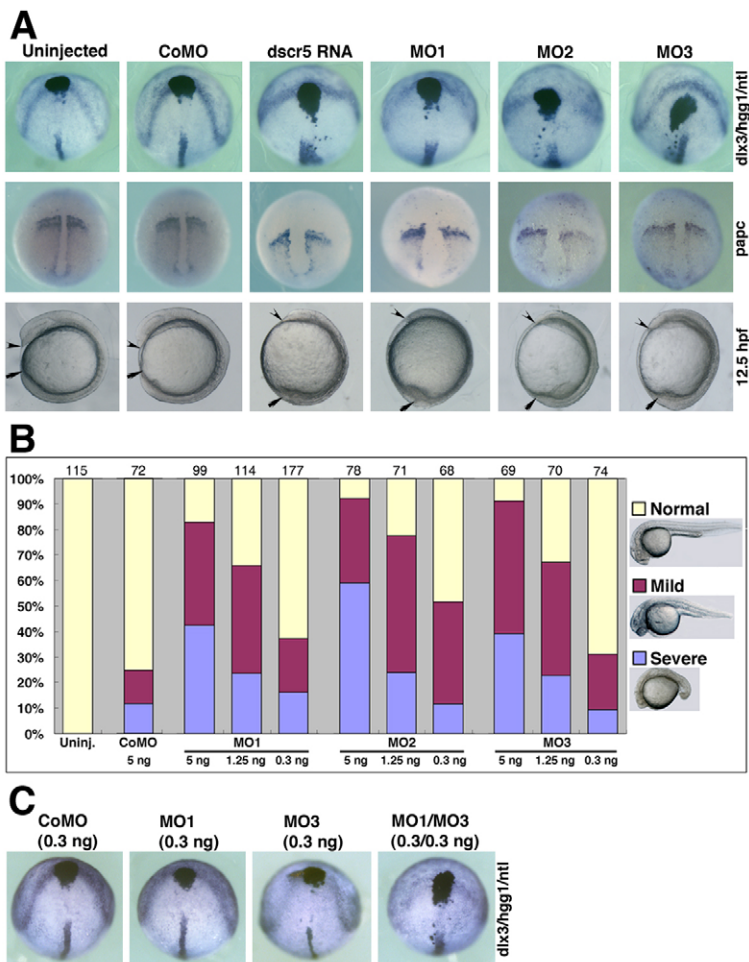 A
Uninjected CoMO dscr5 RNA MO1 MO2 MO3
dlx3/hgg1/ntl
papc
12.5 hpf
B
115 72 99 114 177 78 71 68 69 70 74
100%
90%
80%
70%
60%
50%
40%
30%
20%
10%
0%
Normal
Mild
Severe
Uninj. CoMO MO1 MO2 MO3
5 ng 5 ng 1.25 ng 0.3 ng 5 ng 1.25 ng 0.3 ng 5 ng 1.25 ng 0.3 ng
C
CoMO MO1 MO3 MO1/MO3
(0.3 ng) (0.3 ng) (0.3 ng) (0.3/0.3 ng)
dlx3/hgg1/ntl